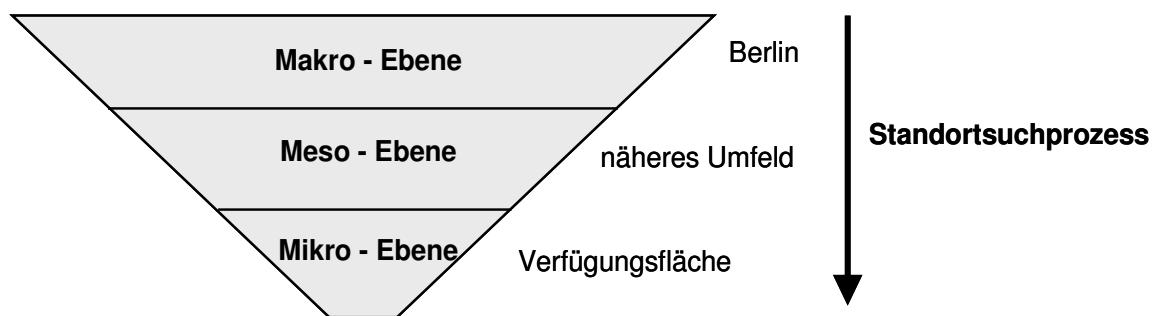 Makro - Ebene
Berlin
Standortsuchprozess
Meso - Ebene
näheres Umfeld
Mikro - Ebene
Verfügungsfläche